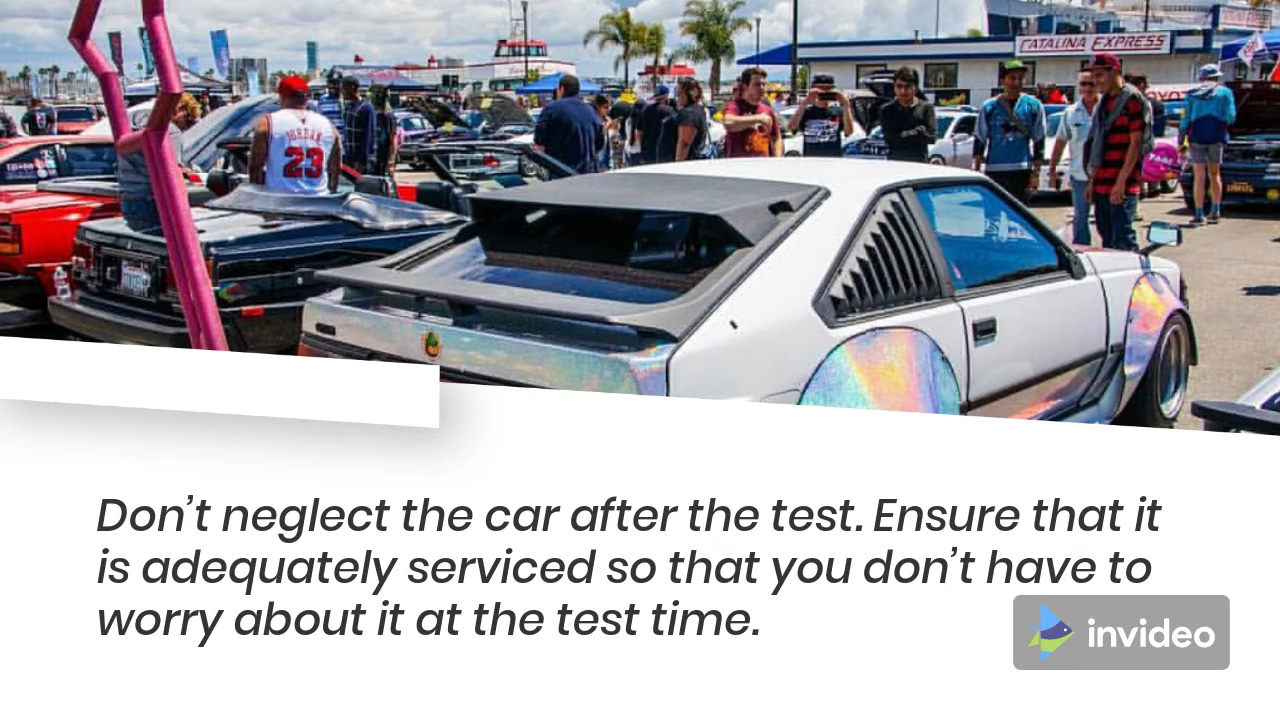 CATALINA EXPRESS
JORDAN
23
Don’t neglect the car after the test. Ensure that it
is adequately serviced so that you don’t have to
worry about it at the test time.
invideo